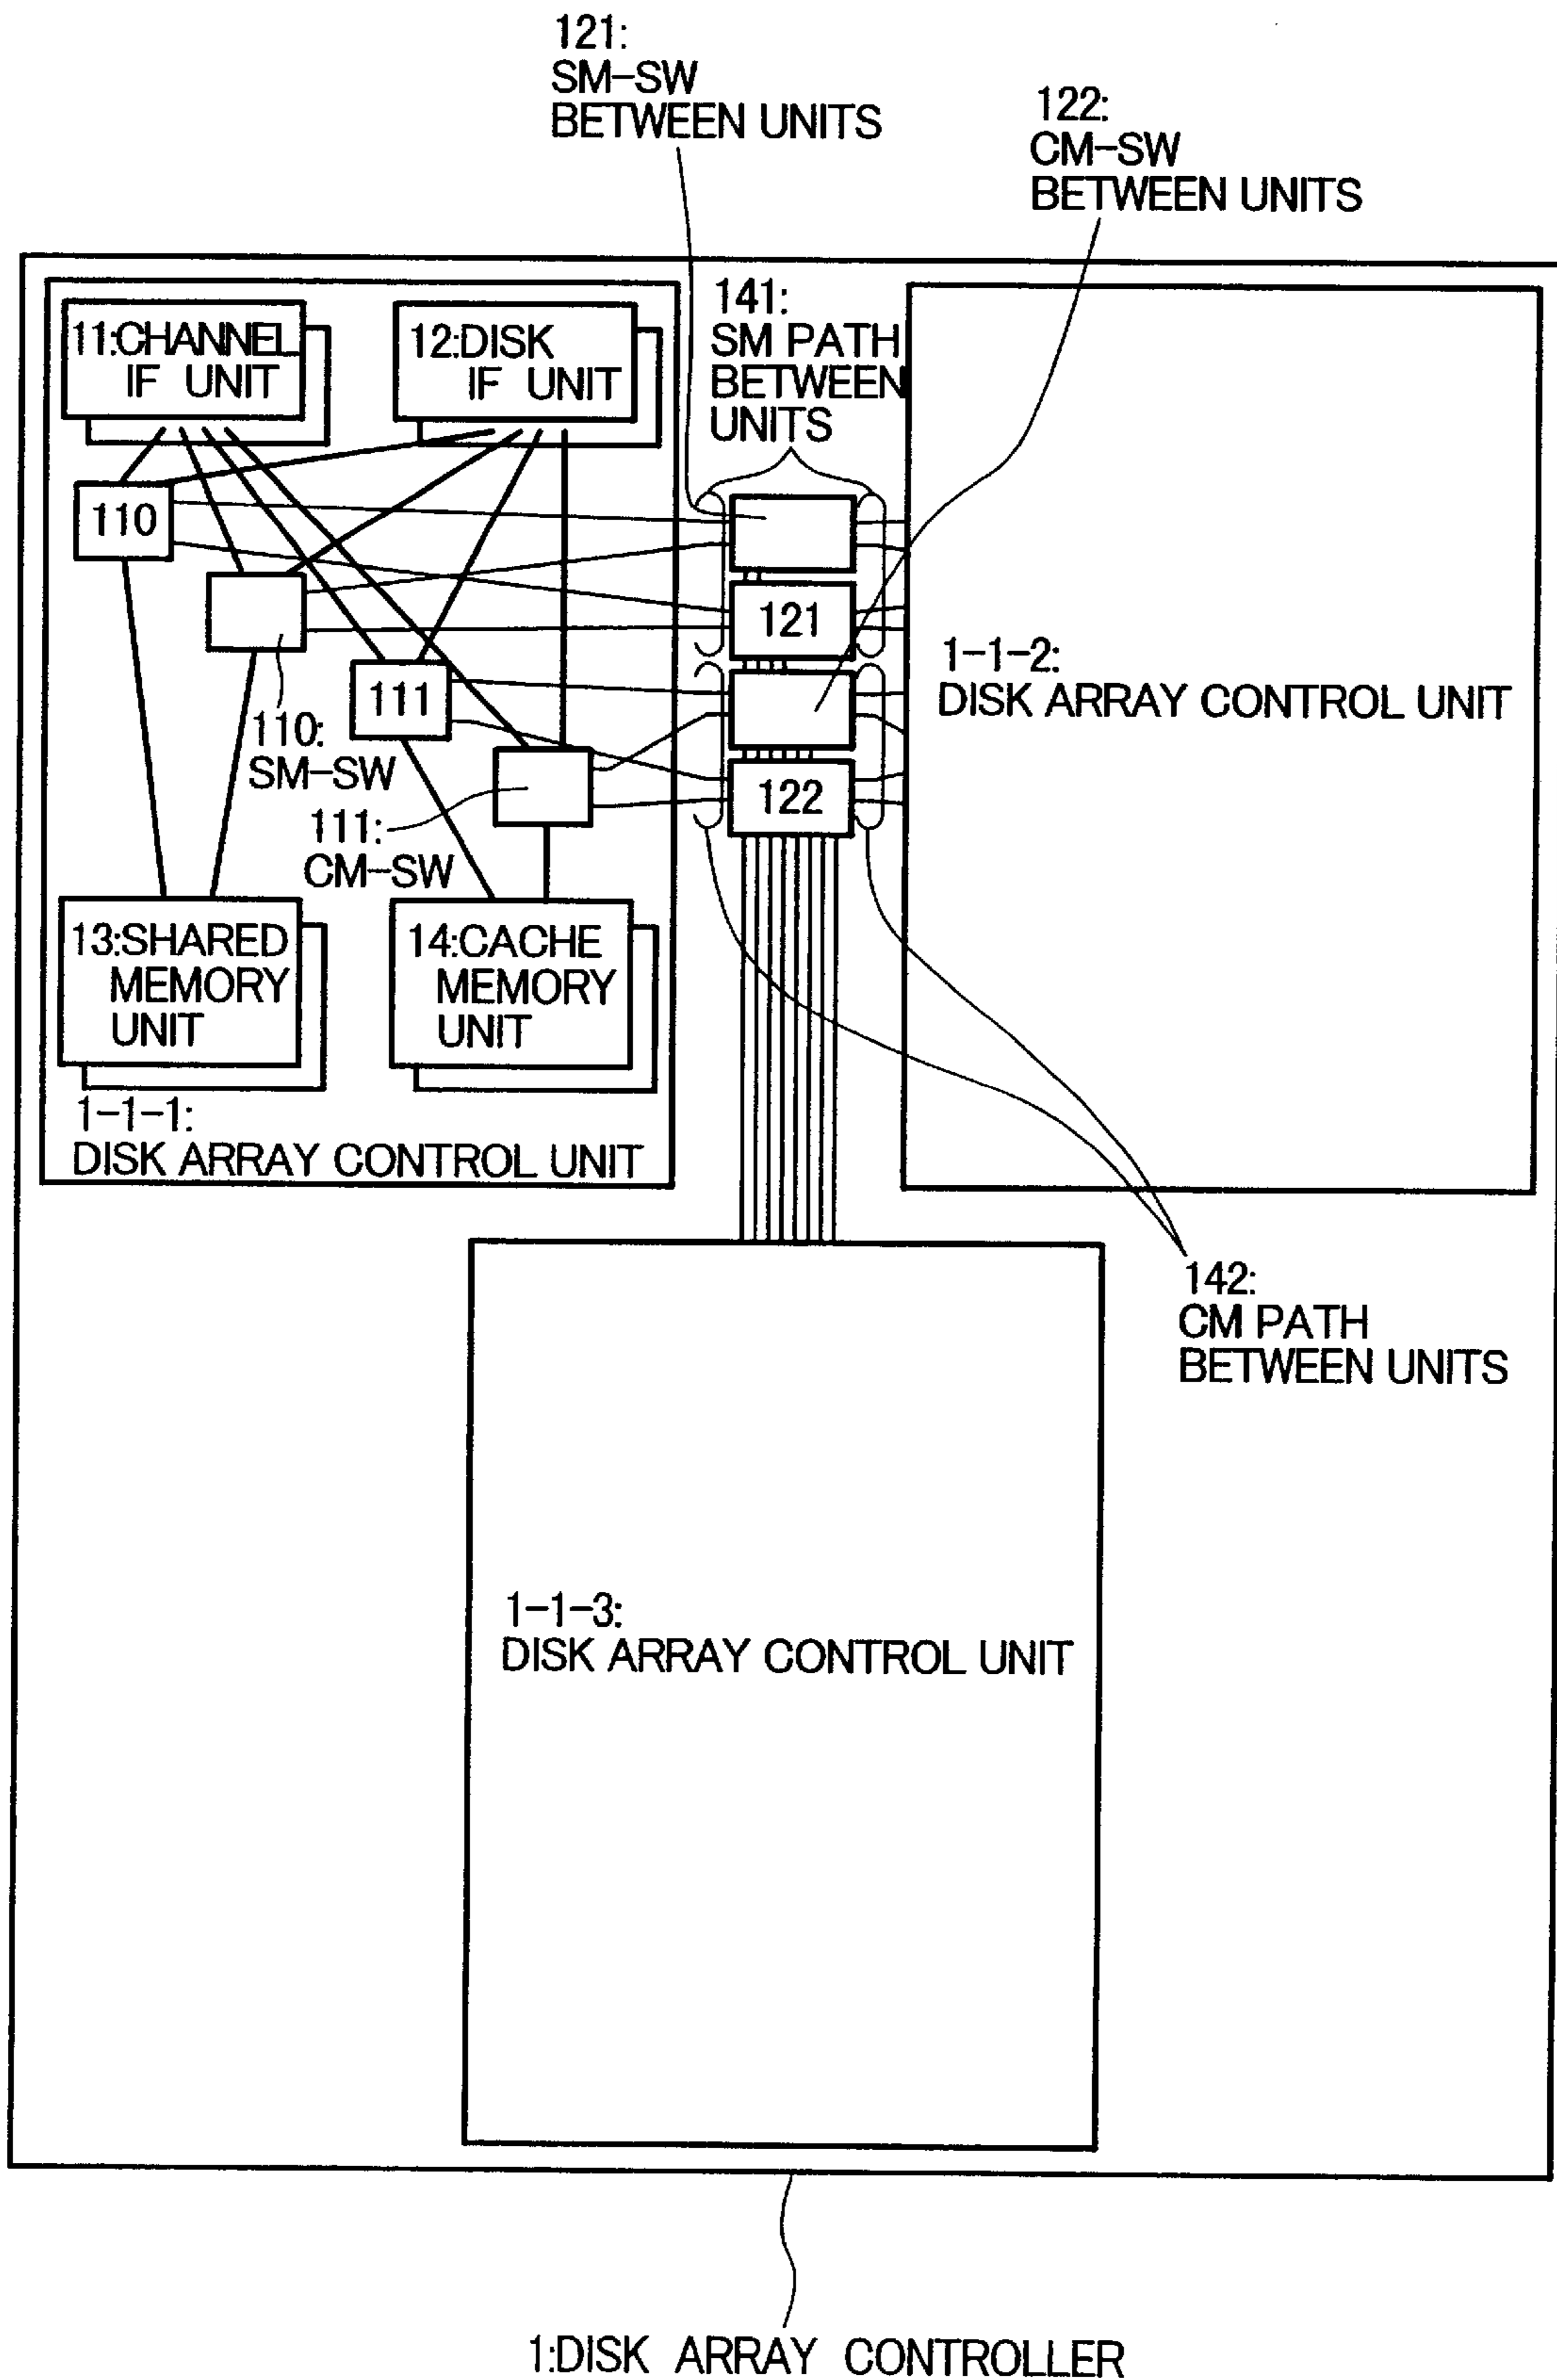 121:
SM-SW
BETWEEN UNITS
122:
CM-SW
BETWEEN UNITS
11:CHANNEL
IF UNIT
12:DISK
IF UNIT
141:
SM PATH
BETWEEN
UNITS
110
121
111
1-1-2:
DISK ARRAY CONTROL UNIT
110:
SM-SW
122
111:
CM-SW
13:SHARED
MEMORY
UNIT
14:CACHE
MEMORY
UNIT
1-1-1:
DISK ARRAY CONTROL UNIT
142:
CM PATH
BETWEEN UNITS
1-1-3:
DISK ARRAY CONTROL UNIT
1:DISK ARRAY CONTROLLER